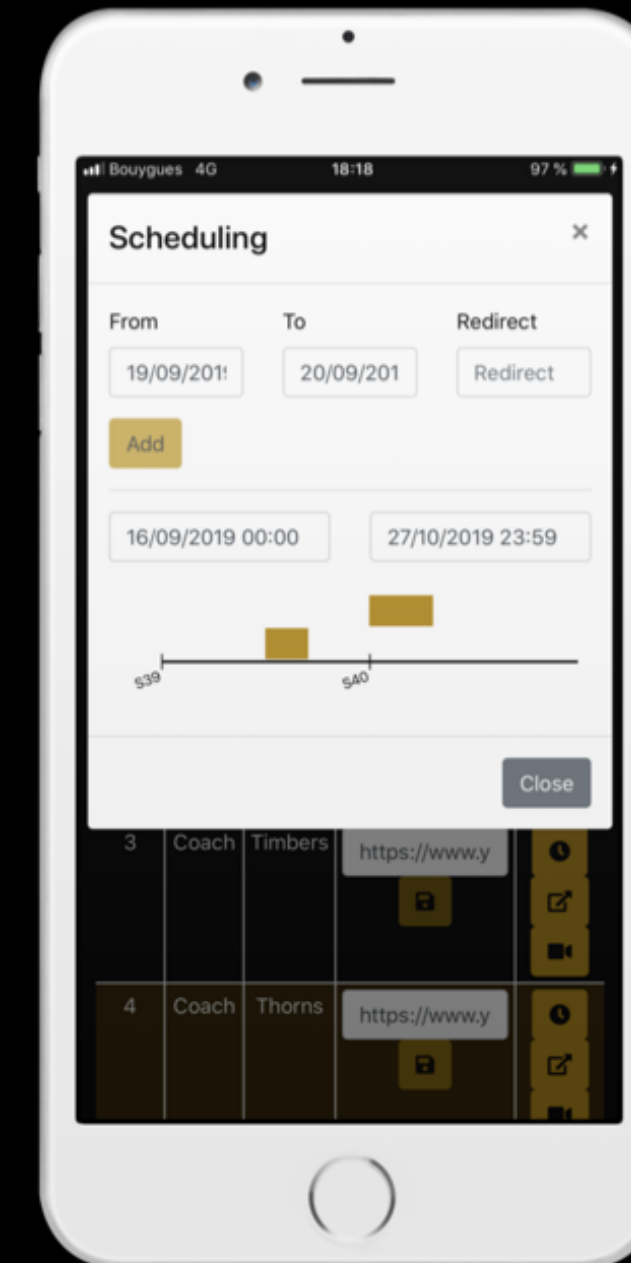 Bouygues 4G 18:18 97 %
Scheduling ×
From To Redirect
19/09/201 20/09/201 Redirect
Add
16/09/2019 00:00 27/10/2019 23:59
S39 S40
Close
3 Coach Timbers https://www.y
4 Coach Thorns https://www.y